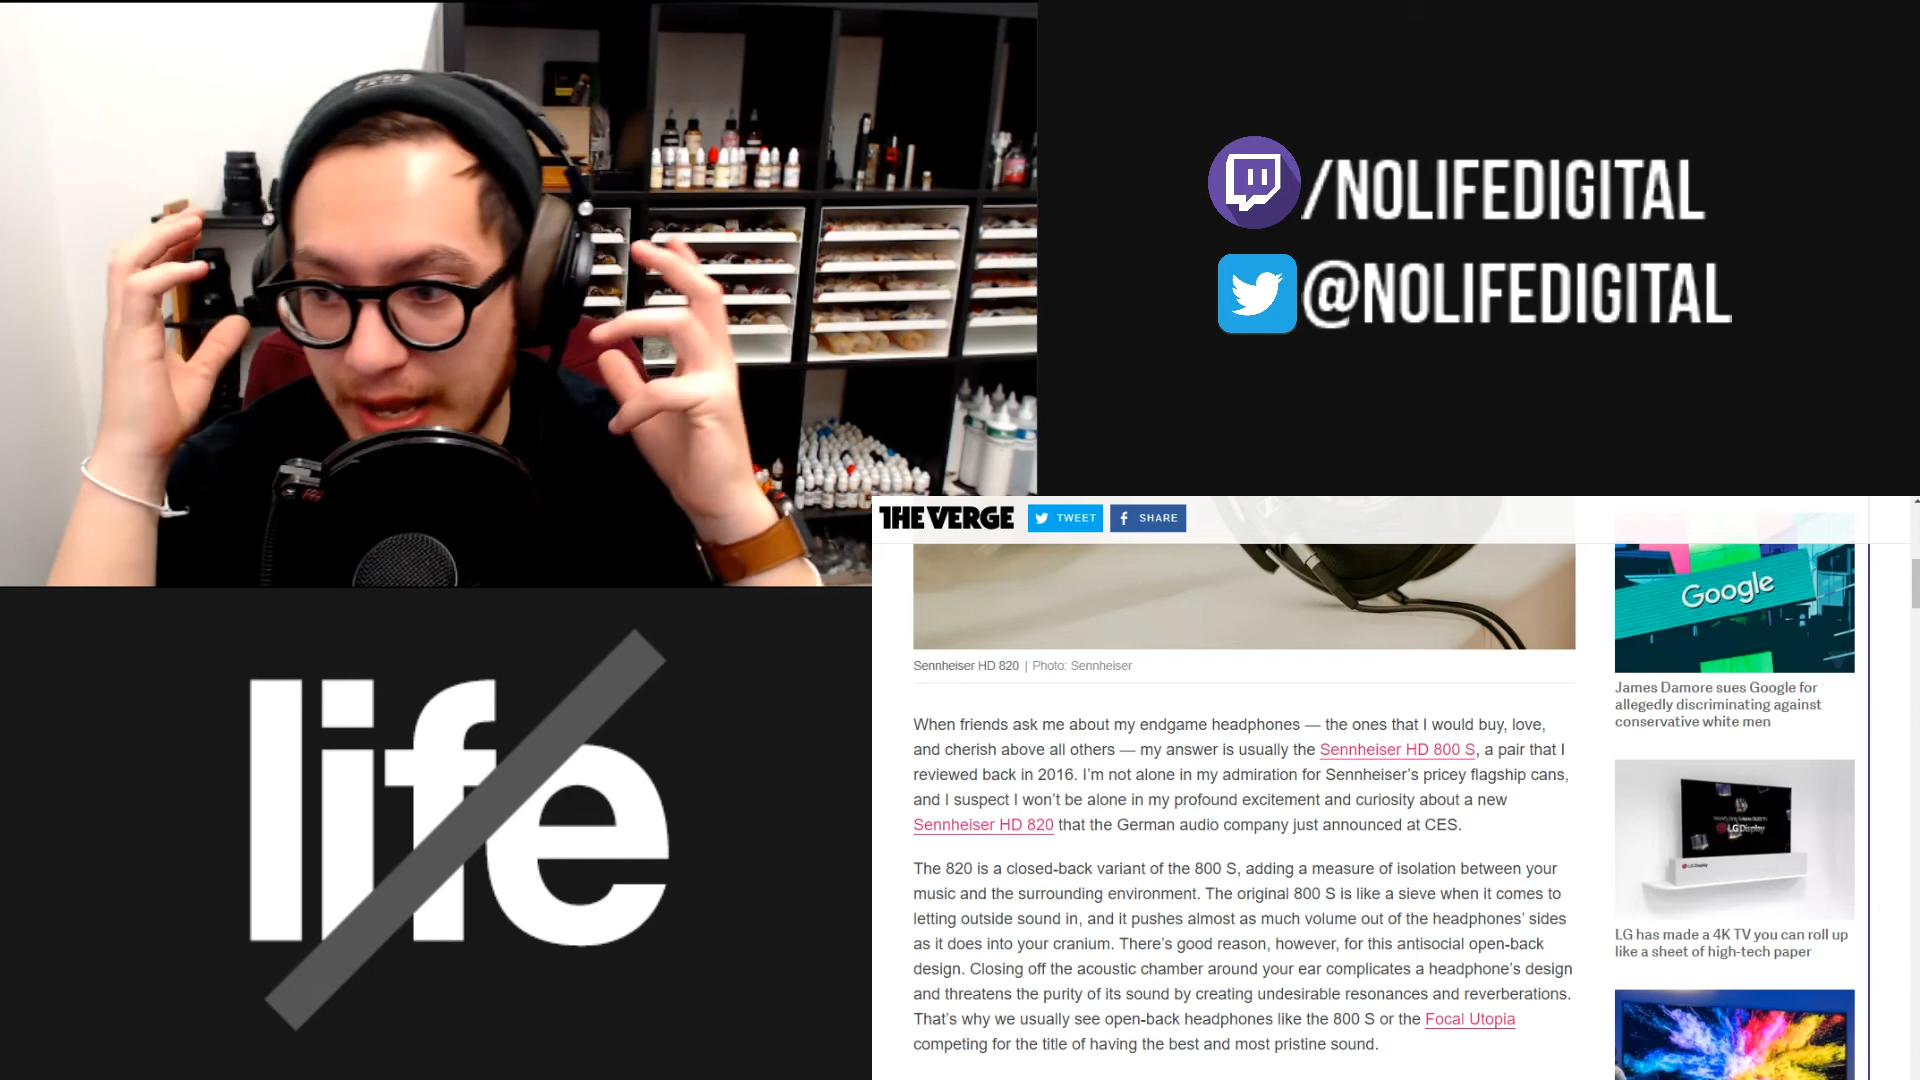 /NOLIFEDIGITAL
@NOLIFEDIGITAL
life
THE VERGE
TWEET
SHARE
Sennheiser HD 820 | Photo: Sennheiser
When friends ask me about my endgame headphones — the ones that I would buy, love,
and cherish above all others — my answer is usually the Sennheiser HD 800 S, a pair that I
reviewed back in 2016. I’m not alone in my admiration for Sennheiser’s pricey flagship cans,
and I suspect I won’t be alone in my profound excitement and curiosity about a new
Sennheiser HD 820 that the German audio company just announced at CES.
The 820 is a closed-back variant of the 800 S, adding a measure of isolation between your
music and the surrounding environment. The original 800 S is like a sieve when it comes to
letting outside sound in, and it pushes almost as much volume out of the headphones’ sides
as it does into your cranium. There’s good reason, however, for this antisocial open-back
design. Closing off the acoustic chamber around your ear complicates a headphone’s design
and threatens the purity of its sound by creating undesirable resonances and reverberations.
That’s why we usually see open-back headphones like the 800 S or the Focal Utopia
competing for the title of having the best and most pristine sound.
Google
James Damore sues Google for
allegedly discriminating against
conservative white men
LG Display
LG has made a 4K TV you can roll up
like a sheet of high-tech paper